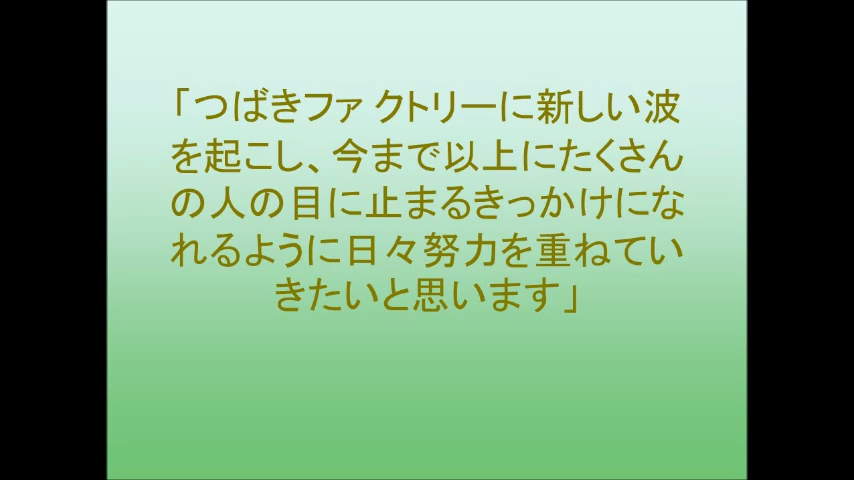 「つばきファクトリーに新しい波
を起こし、今まで以上にたくさん
の人の目に止まるきっかけにな
れるように日々努力を重ねてい
きたいと思います」